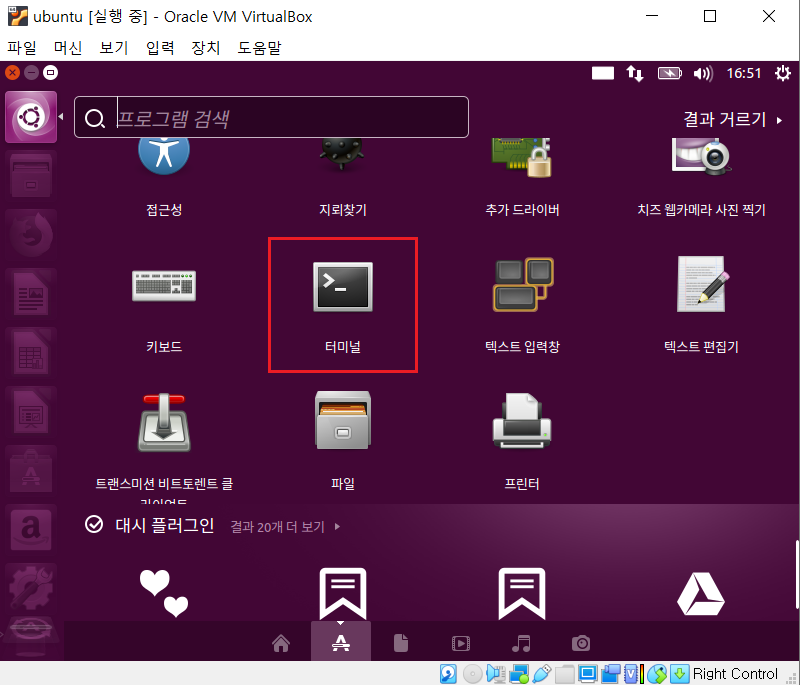 ubuntu [실행 중] - Oracle VM VirtualBox
파일 머신 보기 입력 장치 도움말
16:51
프로그램 검색
결과 거르기
접근성
지뢰찾기
추가 드라이버
치즈 웹카메라 사진 찍기
키보드
터미널
텍스트 입력창
텍스트 편집기
트랜스미션 비트토렌트 클
파일
프린터
대시 플러그인 결과 20개 더 보기
Right Control